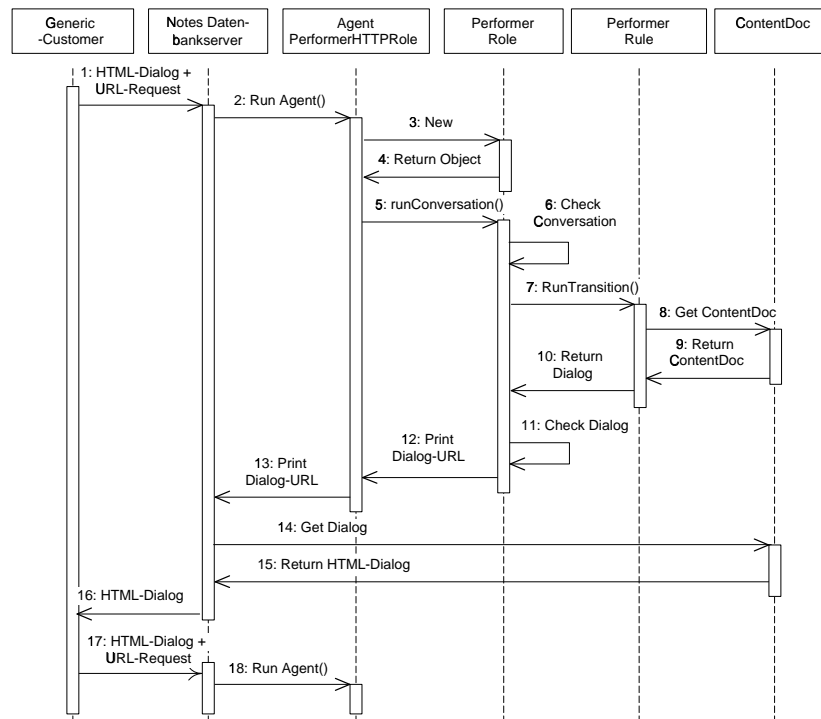 Generic
-Customer
Notes Daten-
bankserver
Agent
PerformerHTTPRole
Performer
Role
Performer
Rule
ContentDoc
1: HTML-Dialog +
URL-Request
2: Run Agent()
3: New
4: Return Object
5: runConversation()
6: Check
Conversation
7: RunTransition()
8: Get ContentDoc
9: Return
ContentDoc
10: Return
Dialog
11: Check Dialog
12: Print
Dialog-URL
13: Print
Dialog-URL
14: Get Dialog
15: Return HTML-Dialog
16: HTML-Dialog
17: HTML-Dialog +
URL-Request
18: Run Agent()